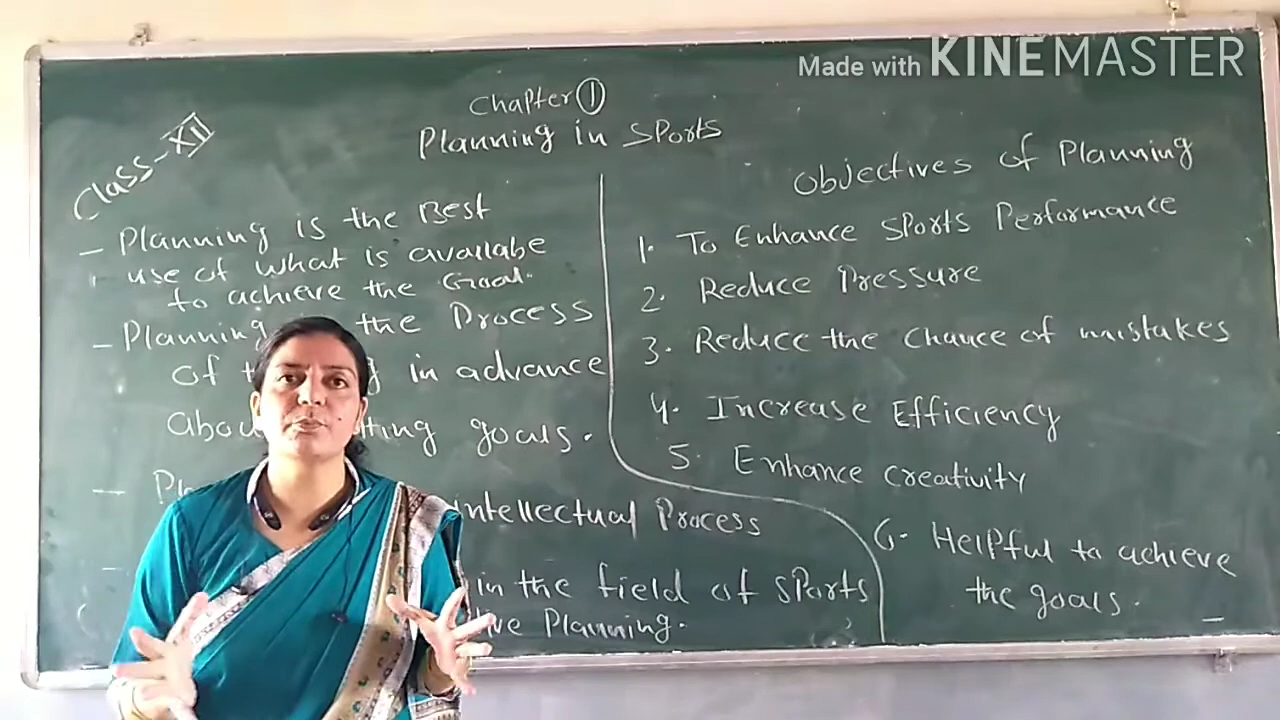 Made with KINEMASTER
Chapter ①
Planning in Sports
Class-XII
- Planning is the Best
use of what is availabe
to achieve the Goal.
- Planning the Process
of in advance
goals.
- intellectual Process
in the field of sports
Planning.
Objectives of Planning
1. To Enhance Sports Performance
2. Reduce Pressure
3. Reduce the chance of mistakes
4. Increase Efficiency
5. Enhance creativity
6. Helpful to achieve
the goals.